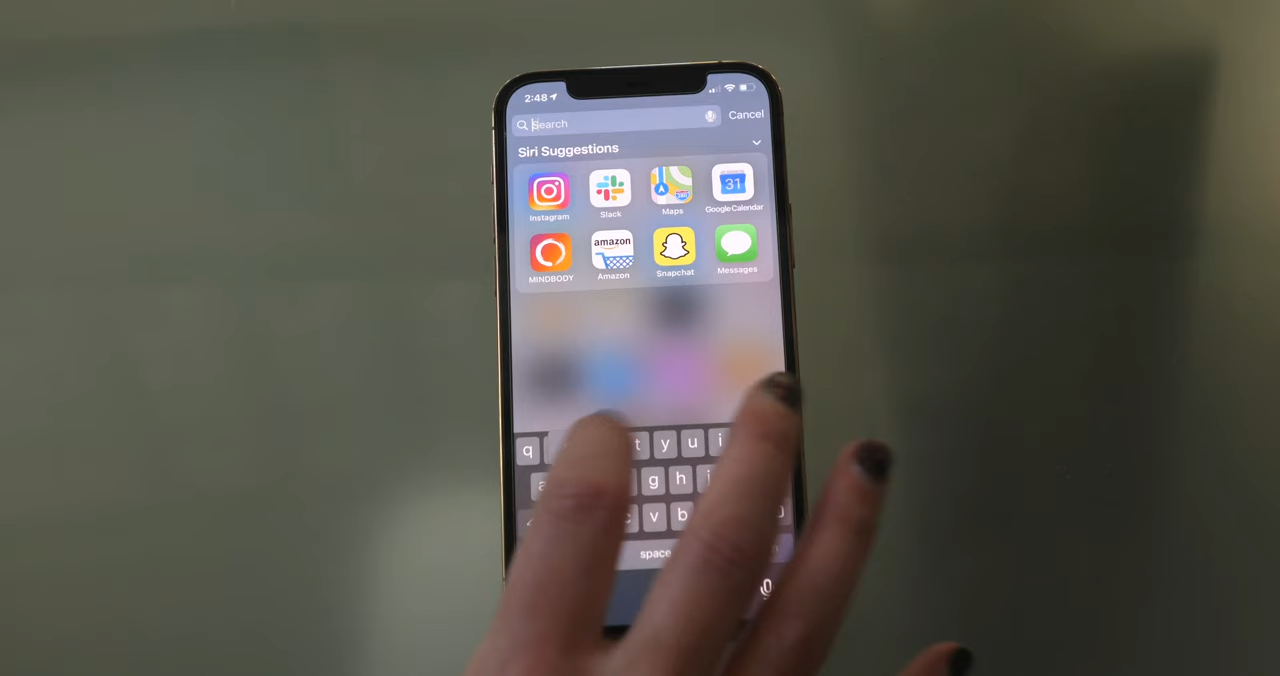 2:48
Search
Cancel
Siri Suggestions
31
Instagram
Slack
Maps
Google Calendar
amazon
MINDBODY
Amazon
Snapchat
Messages
q t y u i
a g h j
c v b
space